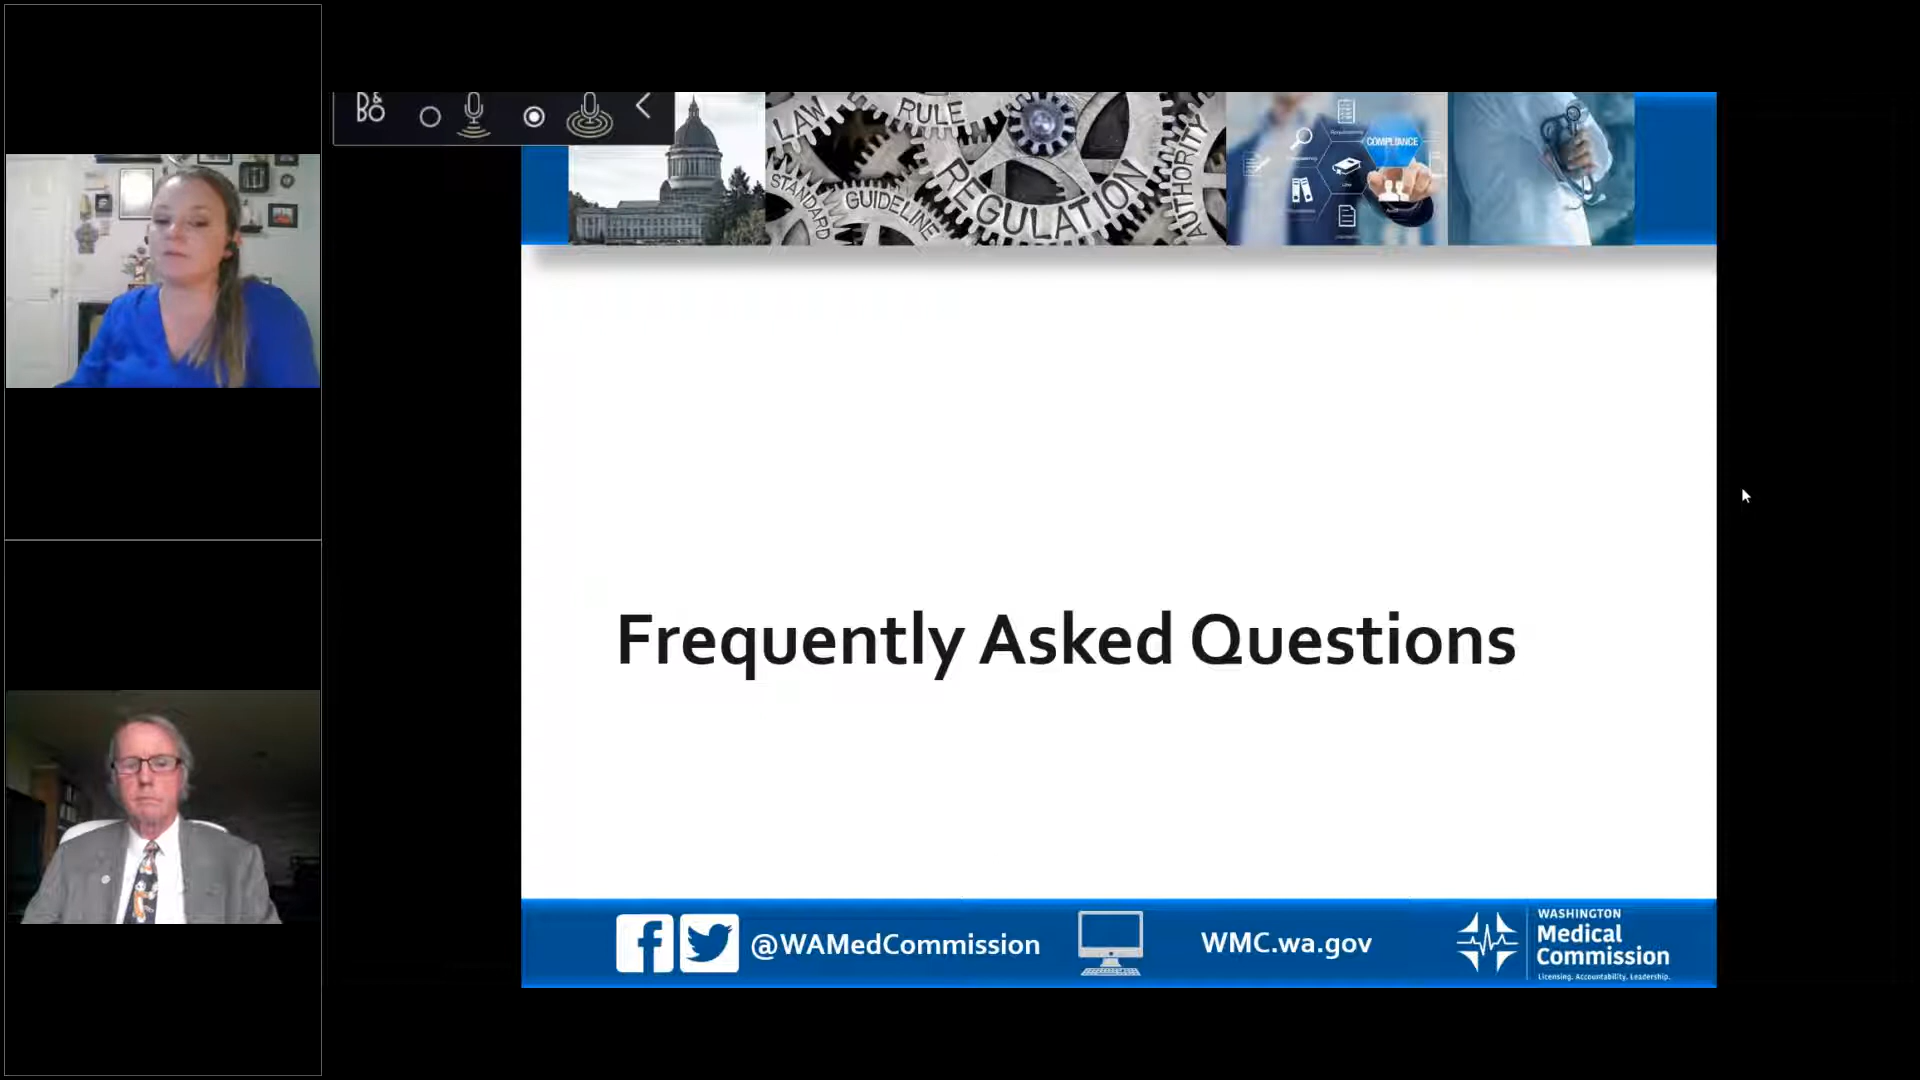 B&O
LAW
RULE
STANDARD
GUIDELINE
REGULATION
AUTHORITY
COMPLIANCE
Frequently Asked Questions
@WAMedCommission
WMC.wa.gov
WASHINGTON
Medical
Commission
Licensing. Accountability. Leadership.